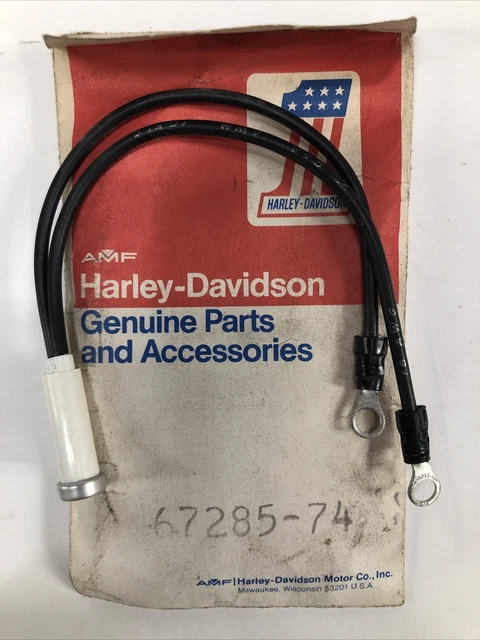 HARLEY-DAVIDSON
AMF
Harley-Davidson
Genuine Parts
and Accessories
67285-74
AMF | Harley-Davidson Motor Co., Inc.
Milwaukee, Wisconsin 53201 U.S.A.